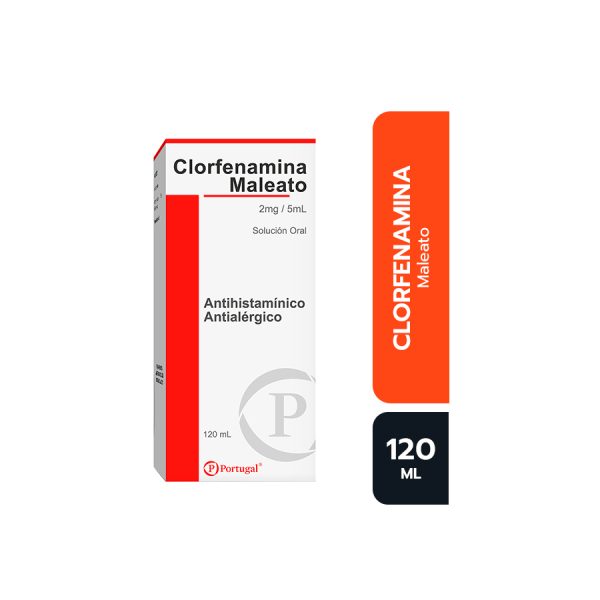 Clorfenamina
Maleato
2mg / 5mL
Solución Oral
Antihistamínico
Antialérgico
P
120 mL
P Portugal®
CLORFENAMINA
Maleato
120
ML